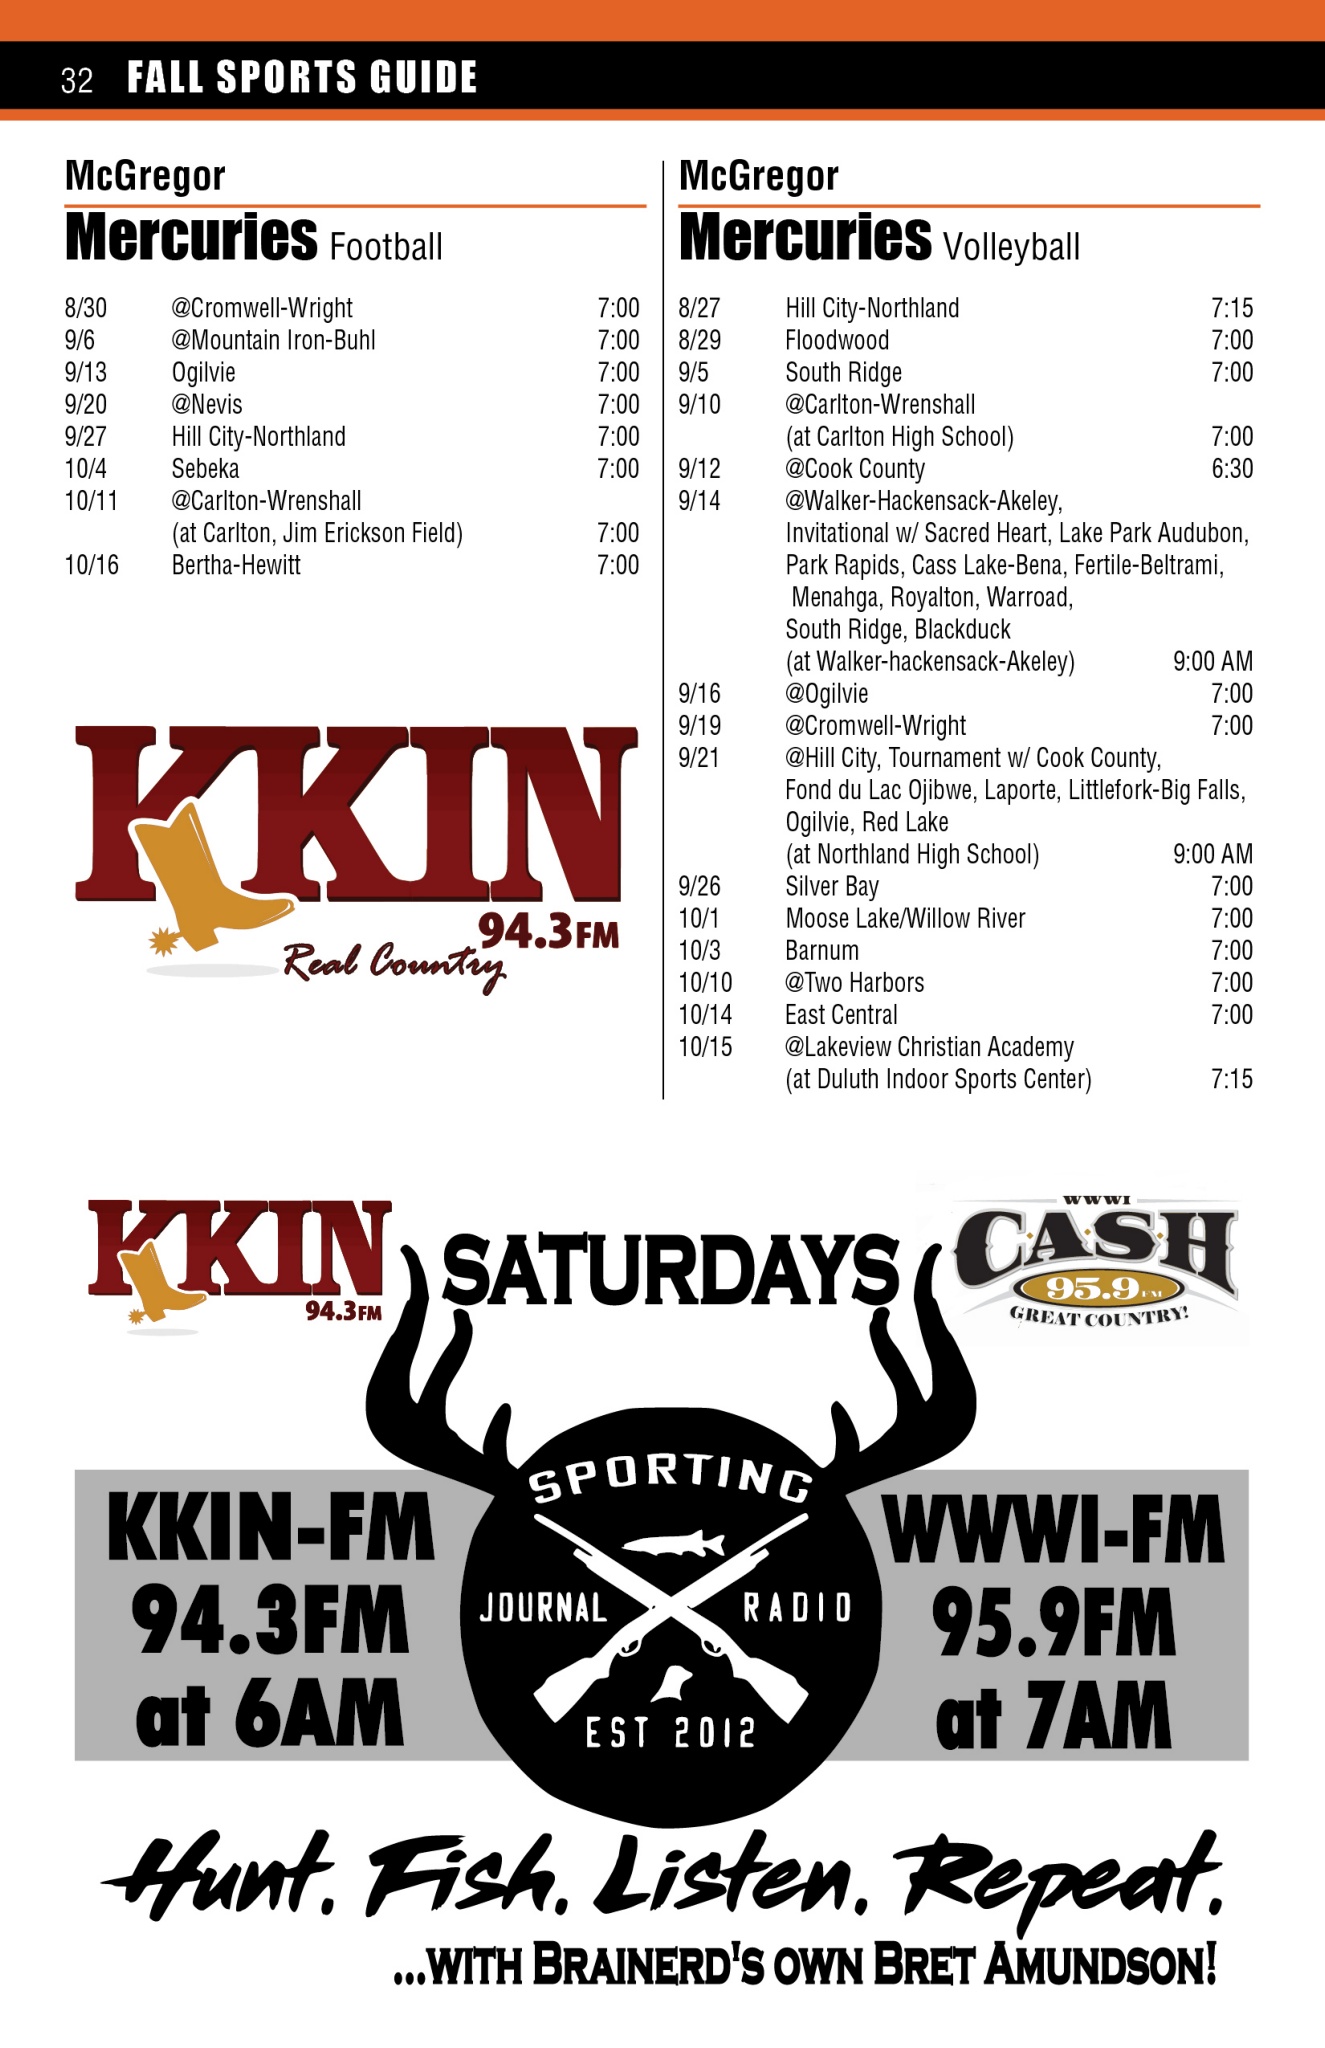 32 FALL SPORTS GUIDE
McGregor
Mercuries Football
8/30 @Cromwell-Wright 7:00
9/6 @Mountain Iron-Buhl 7:00
9/13 Ogilvie 7:00
9/20 @Nevis 7:00
9/27 Hill City-Northland 7:00
10/4 Sebeka 7:00
10/11 @Carlton-Wrenshall
(at Carlton, Jim Erickson Field) 7:00
10/16 Bertha-Hewitt 7:00
KKIN
94.3FM
Real Country
McGregor
Mercuries Volleyball
8/27 Hill City-Northland 7:15
8/29 Floodwood 7:00
9/5 South Ridge 7:00
9/10 @Carlton-Wrenshall
(at Carlton High School) 7:00
9/12 @Cook County 6:30
9/14 @Walker-Hackensack-Akeley,
Invitational w/ Sacred Heart, Lake Park Audubon,
Park Rapids, Cass Lake-Bena, Fertile-Beltrami,
Menahga, Royalton, Warroad,
South Ridge, Blackduck
(at Walker-hackensack-Akeley) 9:00 AM
9/16 @Ogilvie 7:00
9/19 @Cromwell-Wright 7:00
9/21 @Hill City, Tournament w/ Cook County,
Fond du Lac Ojibwe, Laporte, Littlefork-Big Falls,
Ogilvie, Red Lake
(at Northland High School) 9:00 AM
9/26 Silver Bay 7:00
10/1 Moose Lake/Willow River 7:00
10/3 Barnum 7:00
10/10 @Two Harbors 7:00
10/14 East Central 7:00
10/15 @Lakeview Christian Academy
(at Duluth Indoor Sports Center) 7:15
KKIN
94.3FM
SATURDAYS
WWWI
C·A·S·H
95.9 FM
GREAT COUNTRY!
KKIN-FM
94.3FM
at 6AM
SPORTING
JOURNAL RADIO
EST 2012
WWWI-FM
95.9FM
at 7AM
Hunt. Fish. Listen. Repeat.
...WITH BRAINERD'S OWN BRET AMUNDSON!